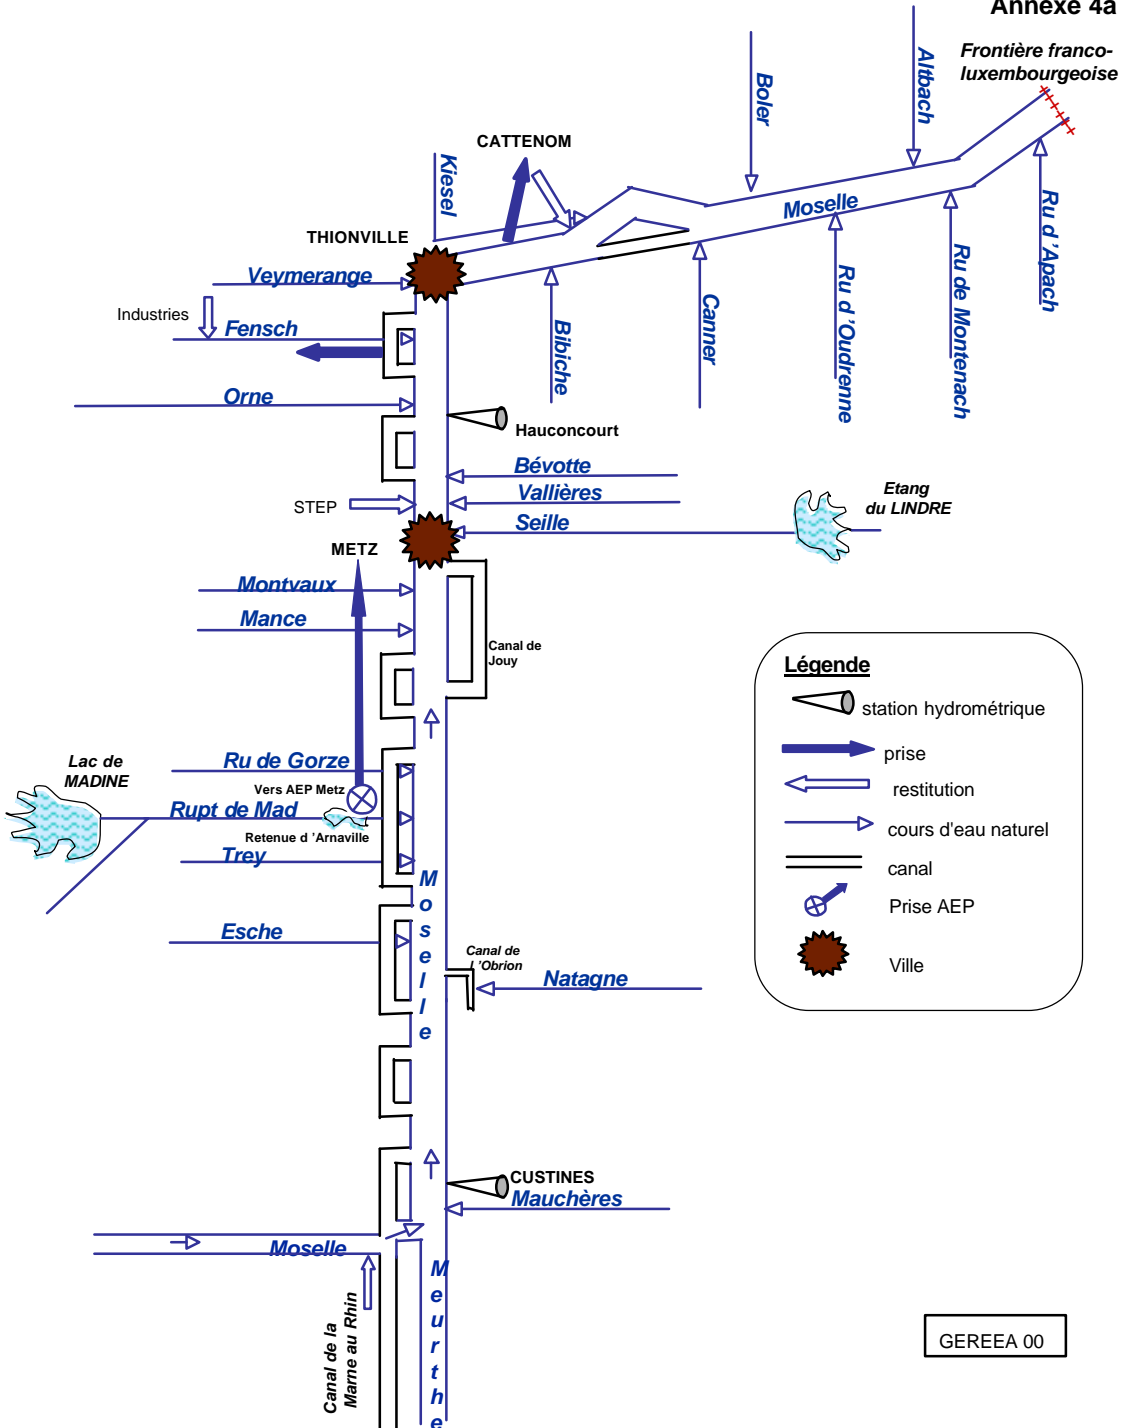 Annexe 4a
Frontière franco-
luxembourgeoise
Altbach
Boler
CATTENOM
Kiesel
Moselle
Ru d 'Apach
THIONVILLE
Veymerange
Ru de Montenach
Ru d 'Oudrenne
Canner
Bibiche
Industries
Fensch
Orne
Hauconcourt
Bévotte
Vallières
STEP
Seille
Etang
du LINDRE
METZ
Montvaux
Mance
Canal de
Jouy
Légende
station hydrométrique
prise
restitution
cours d'eau naturel
canal
Prise AEP
Ville
Lac de
MADINE
Ru de Gorze
Vers AEP Metz
Rupt de Mad
Retenue d 'Arnaville
Trey
Moselle
Esche
Canal de
l 'Obrion
Natagne
CUSTINES
Mauchères
Moselle
Meurthe
Canal de la
Marne au Rhin
GEREEA 00